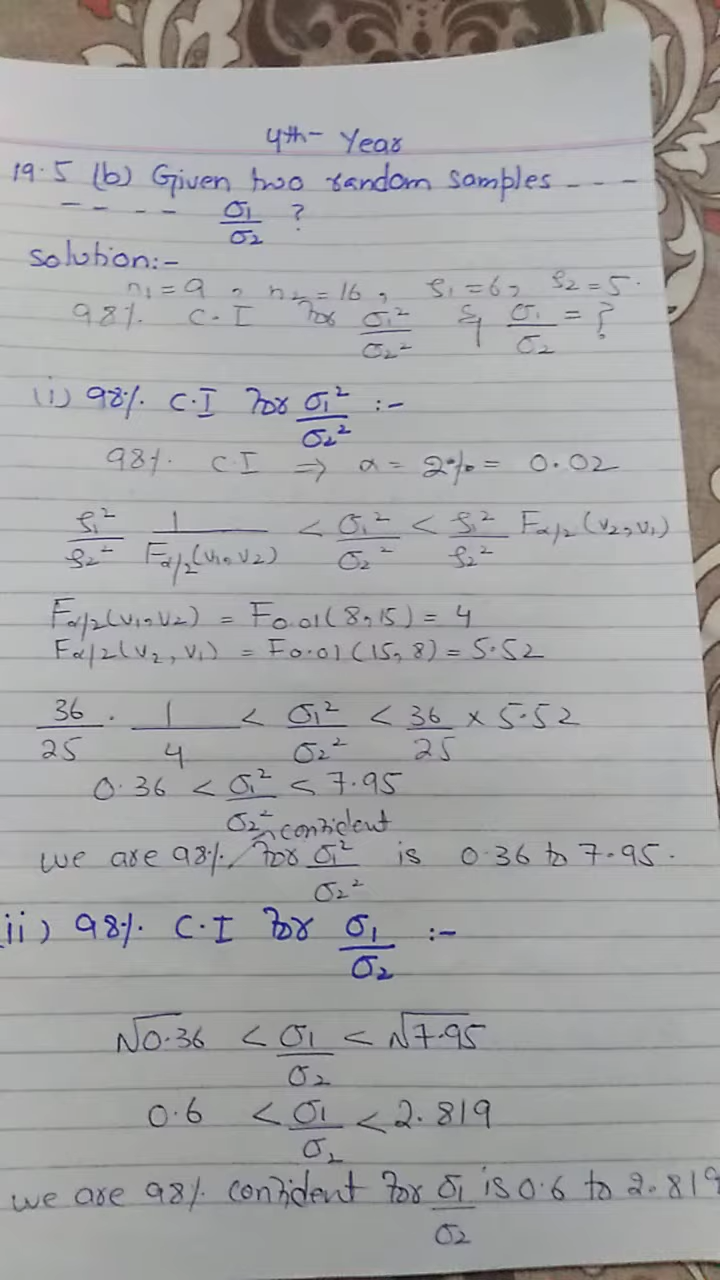 4th- Year
19.5 (b) Given two random samples - - -
- - - - σ₁/σ₂ ?
Solution:-
n₁ = 9 , n₂ = 16 , s₁ = 6 , s₂ = 5 .
98%. C.I for σ₁²/σ₂² & σ₁/σ₂ = ?
(i) 98%. C.I for σ₁²/σ₂² :-
98%. C.I ⇒ α = 2% = 0.02
s₁²/s₂² 1/Fα/2(v₁,v₂) < σ₁²/σ₂² < s₁²/s₂² Fα/2(v₂,v₁)
Fα/2(v₁,v₂) = F0.01(8,15) = 4
Fα/2(v₂,v₁) = F0.01(15,8) = 5.52
36/25 . 1/4 < σ₁²/σ₂² < 36/25 × 5.52
0.36 < σ₁²/σ₂² < 7.95
we are 98%. confident for σ₁²/σ₂² is 0.36 to 7.95.
ii) 98%. C.I for σ₁/σ₂ :-
√0.36 < σ₁/σ₂ < √7.95
0.6 < σ₁/σ₂ < 2.819
we are 98%. confident for σ₁/σ₂ is 0.6 to 2.819